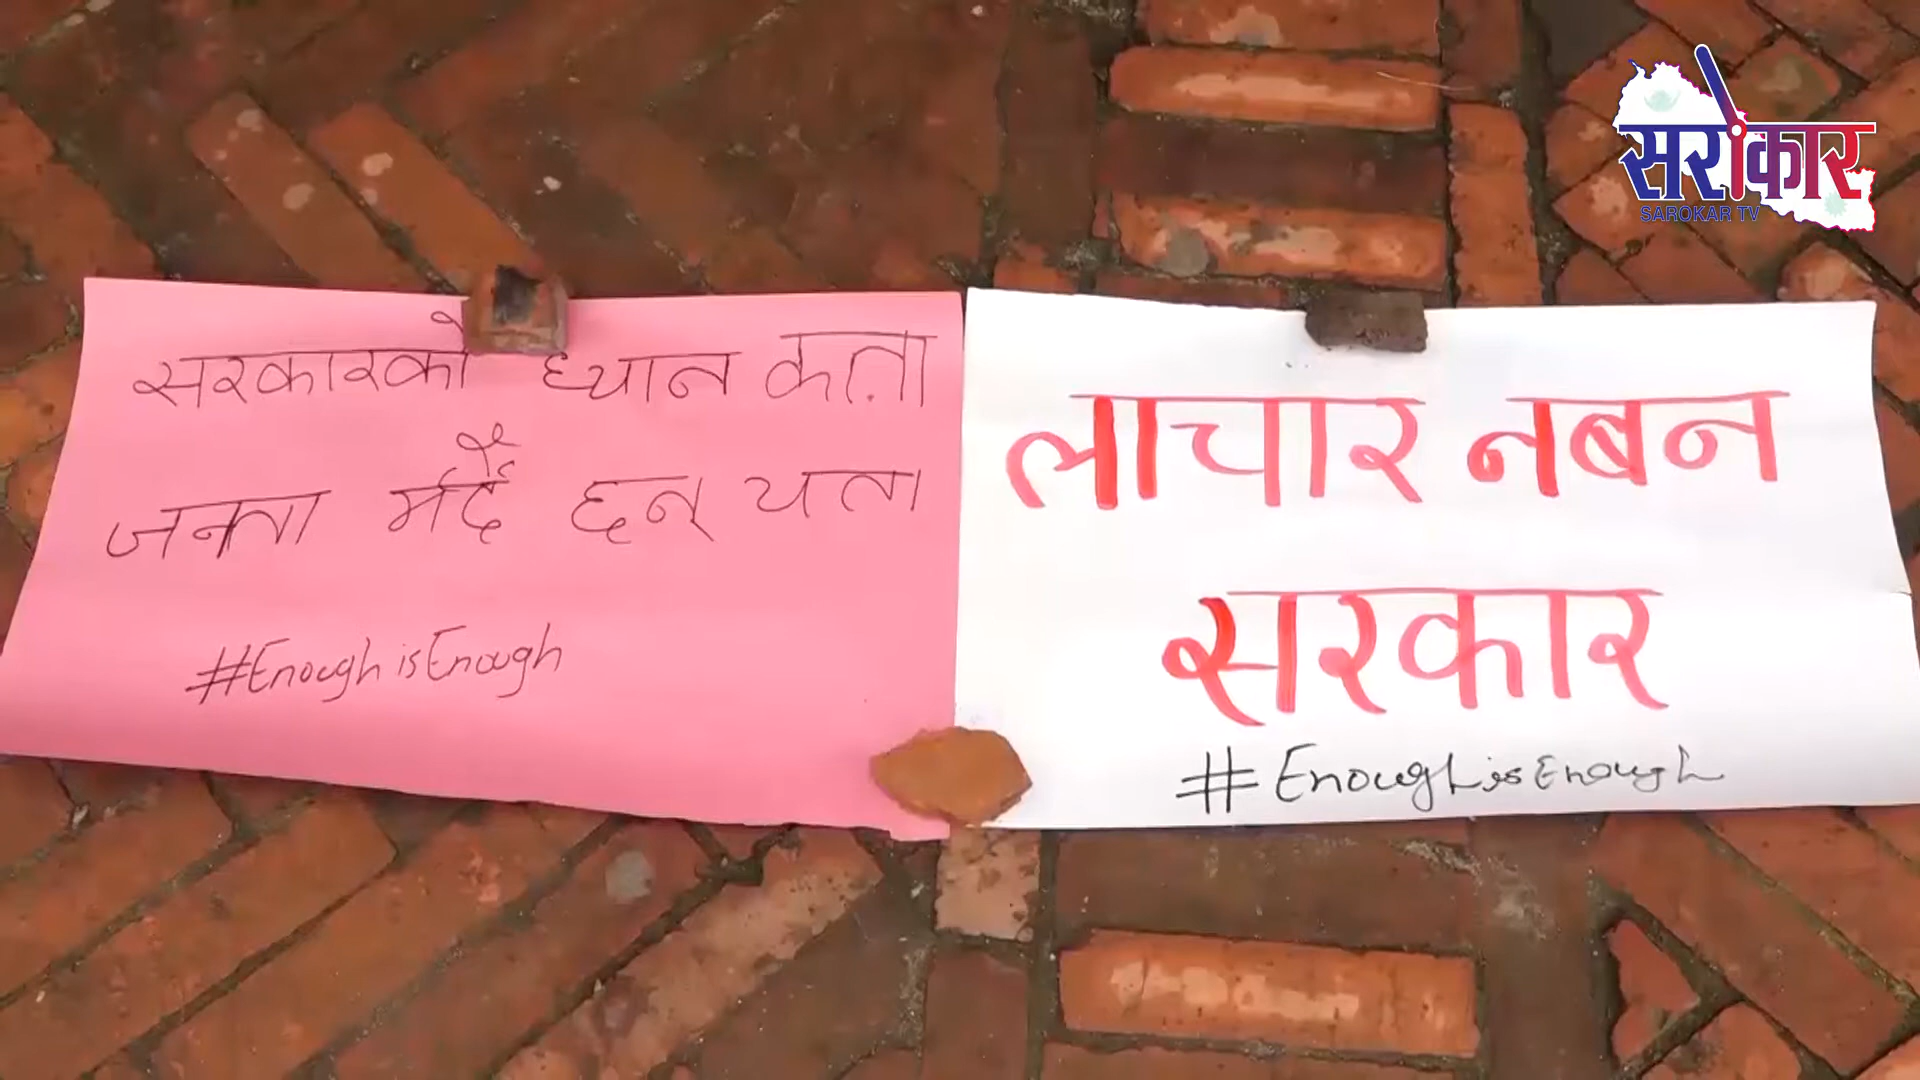 सरकारको ध्यान कता
जनता मर्दै छन् यता
#EnoughisEnough
लाचार नबन
सरकार
#EnoughisEnough
सरोकार
SAROKAR TV